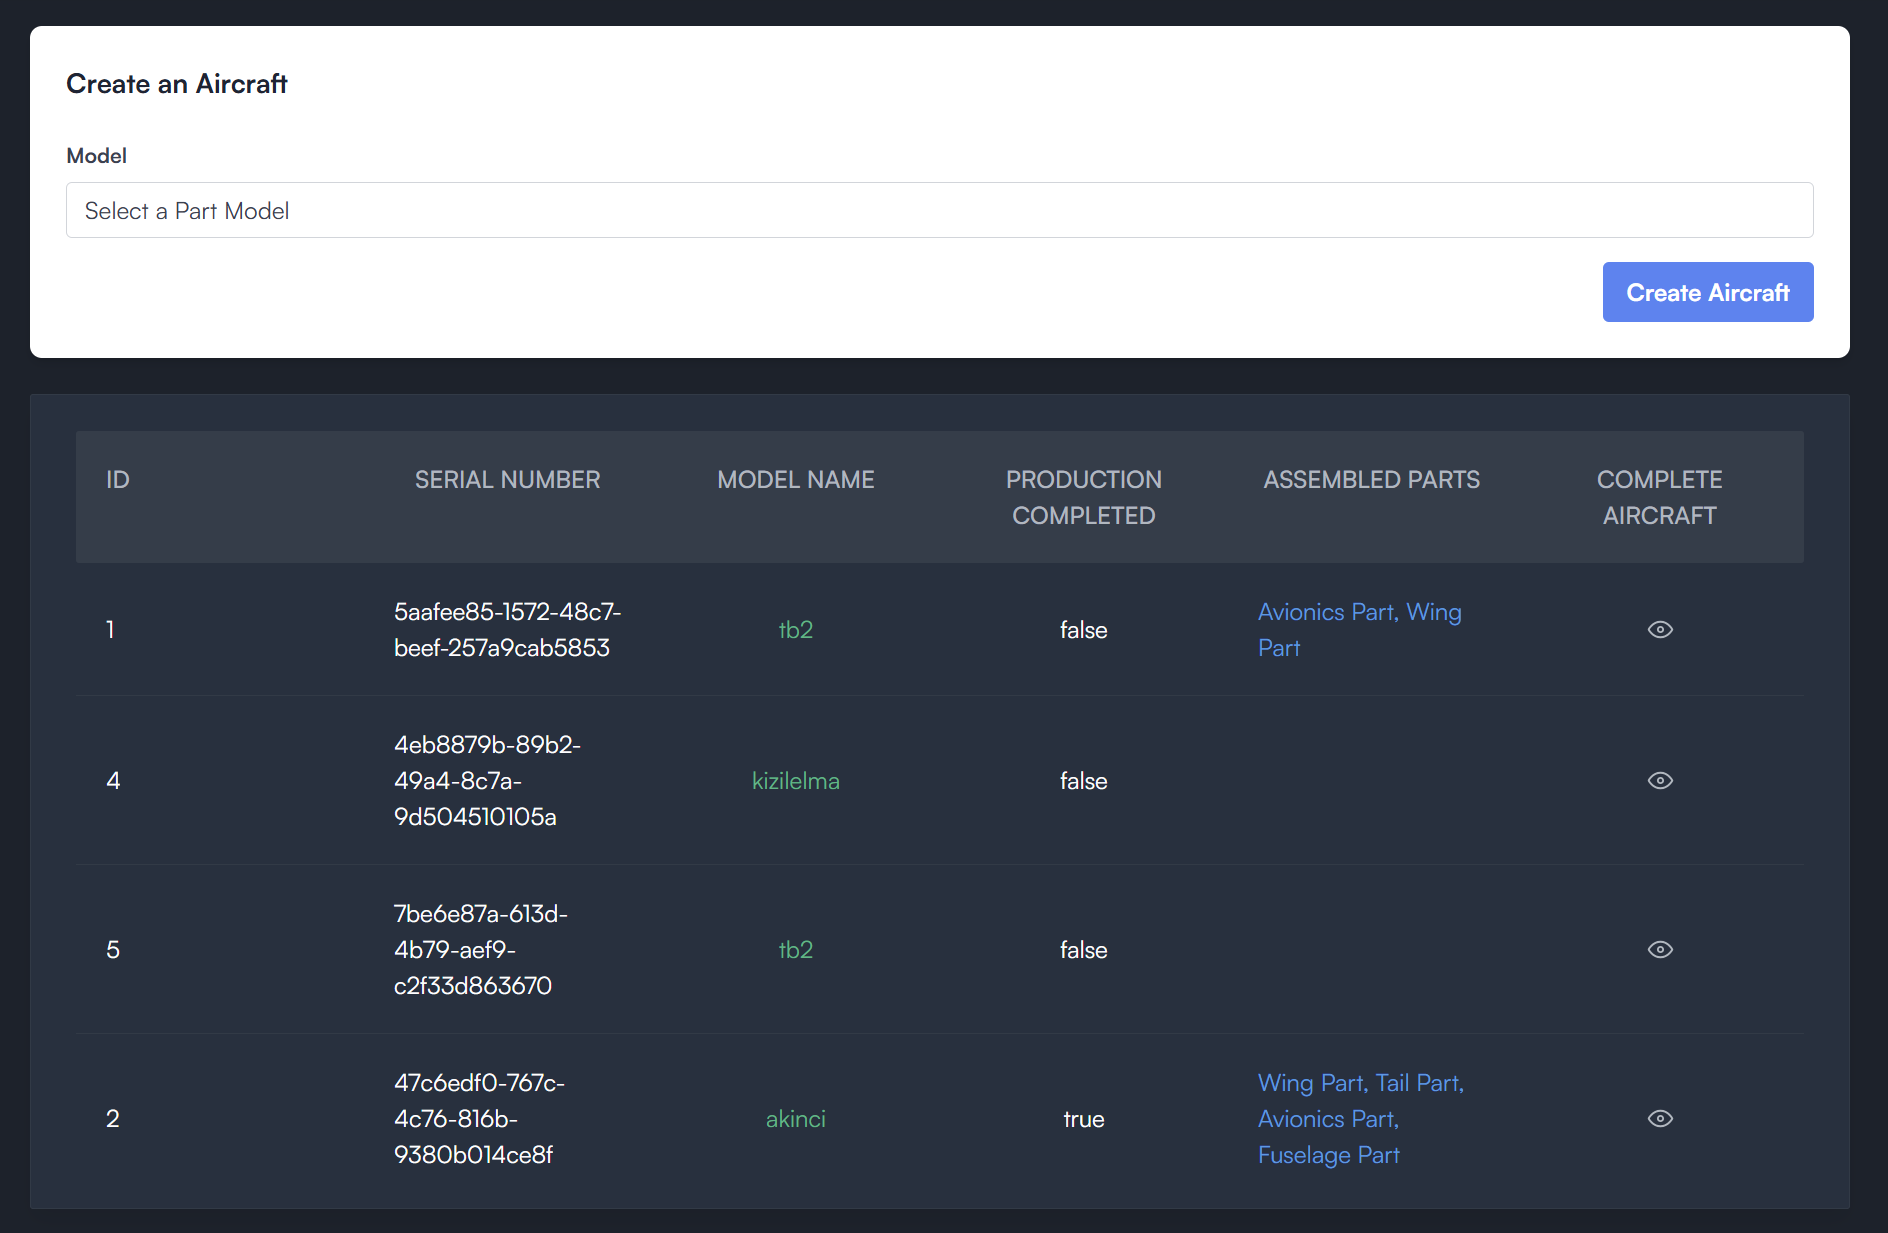 Create an Aircraft
Model
Select a Part Model
Create Aircraft
ID SERIAL NUMBER MODEL NAME PRODUCTION COMPLETED ASSEMBLED PARTS COMPLETE AIRCRAFT
1 5aafee85-1572-48c7-beef-257a9cab5853 tb2 false Avionics Part, Wing Part
4 4eb8879b-89b2-49a4-8c7a-9d504510105a kizilelma false
5 7be6e87a-613d-4b79-aef9-c2f33d863670 tb2 false
2 47c6edf0-767c-4c76-816b-9380b014ce8f akinci true Wing Part, Tail Part, Avionics Part, Fuselage Part